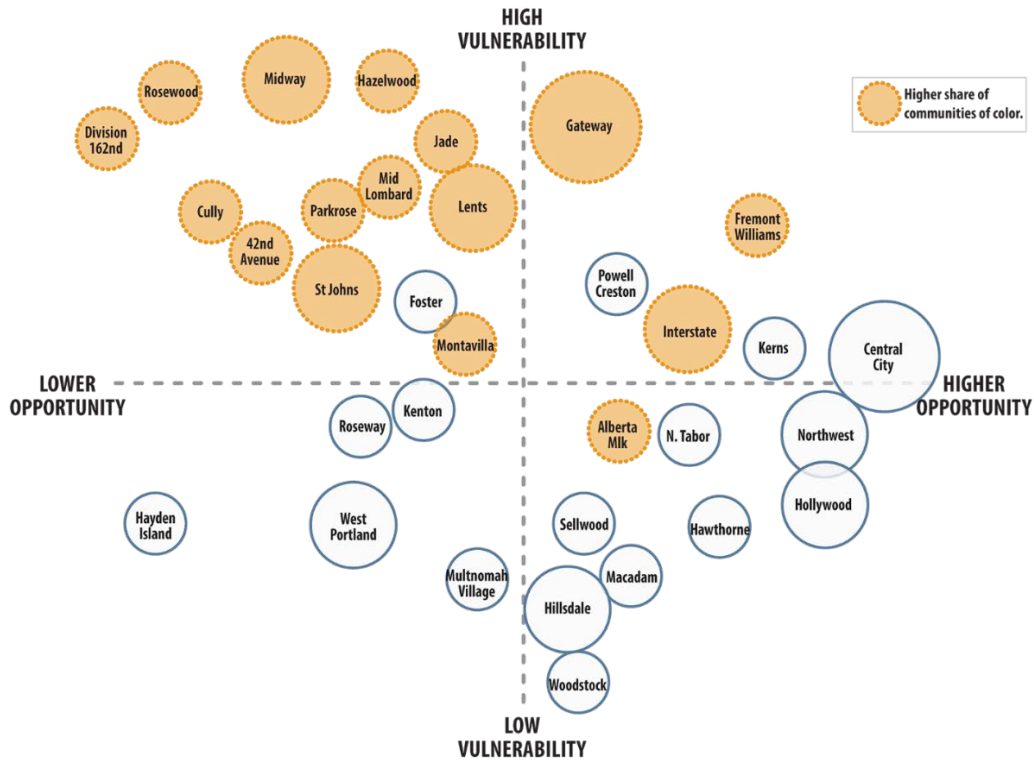 HIGH
VULNERABILITY
Higher share of
communities of color.
Rosewood
Midway
Hazelwood
Gateway
Division
162nd
Jade
Mid
Lombard
Cully
Parkrose
Lents
Fremont
Williams
42nd
Avenue
St Johns
Foster
Powell
Creston
Interstate
Montavilla
Kerns
Central
City
LOWER
OPPORTUNITY
HIGHER
OPPORTUNITY
Roseway
Kenton
Alberta
Mlk
N. Tabor
Northwest
Hayden
Island
West
Portland
Sellwood
Hawthorne
Hollywood
Multnomah
Village
Hillsdale
Macadam
Woodstock
LOW
VULNERABILITY